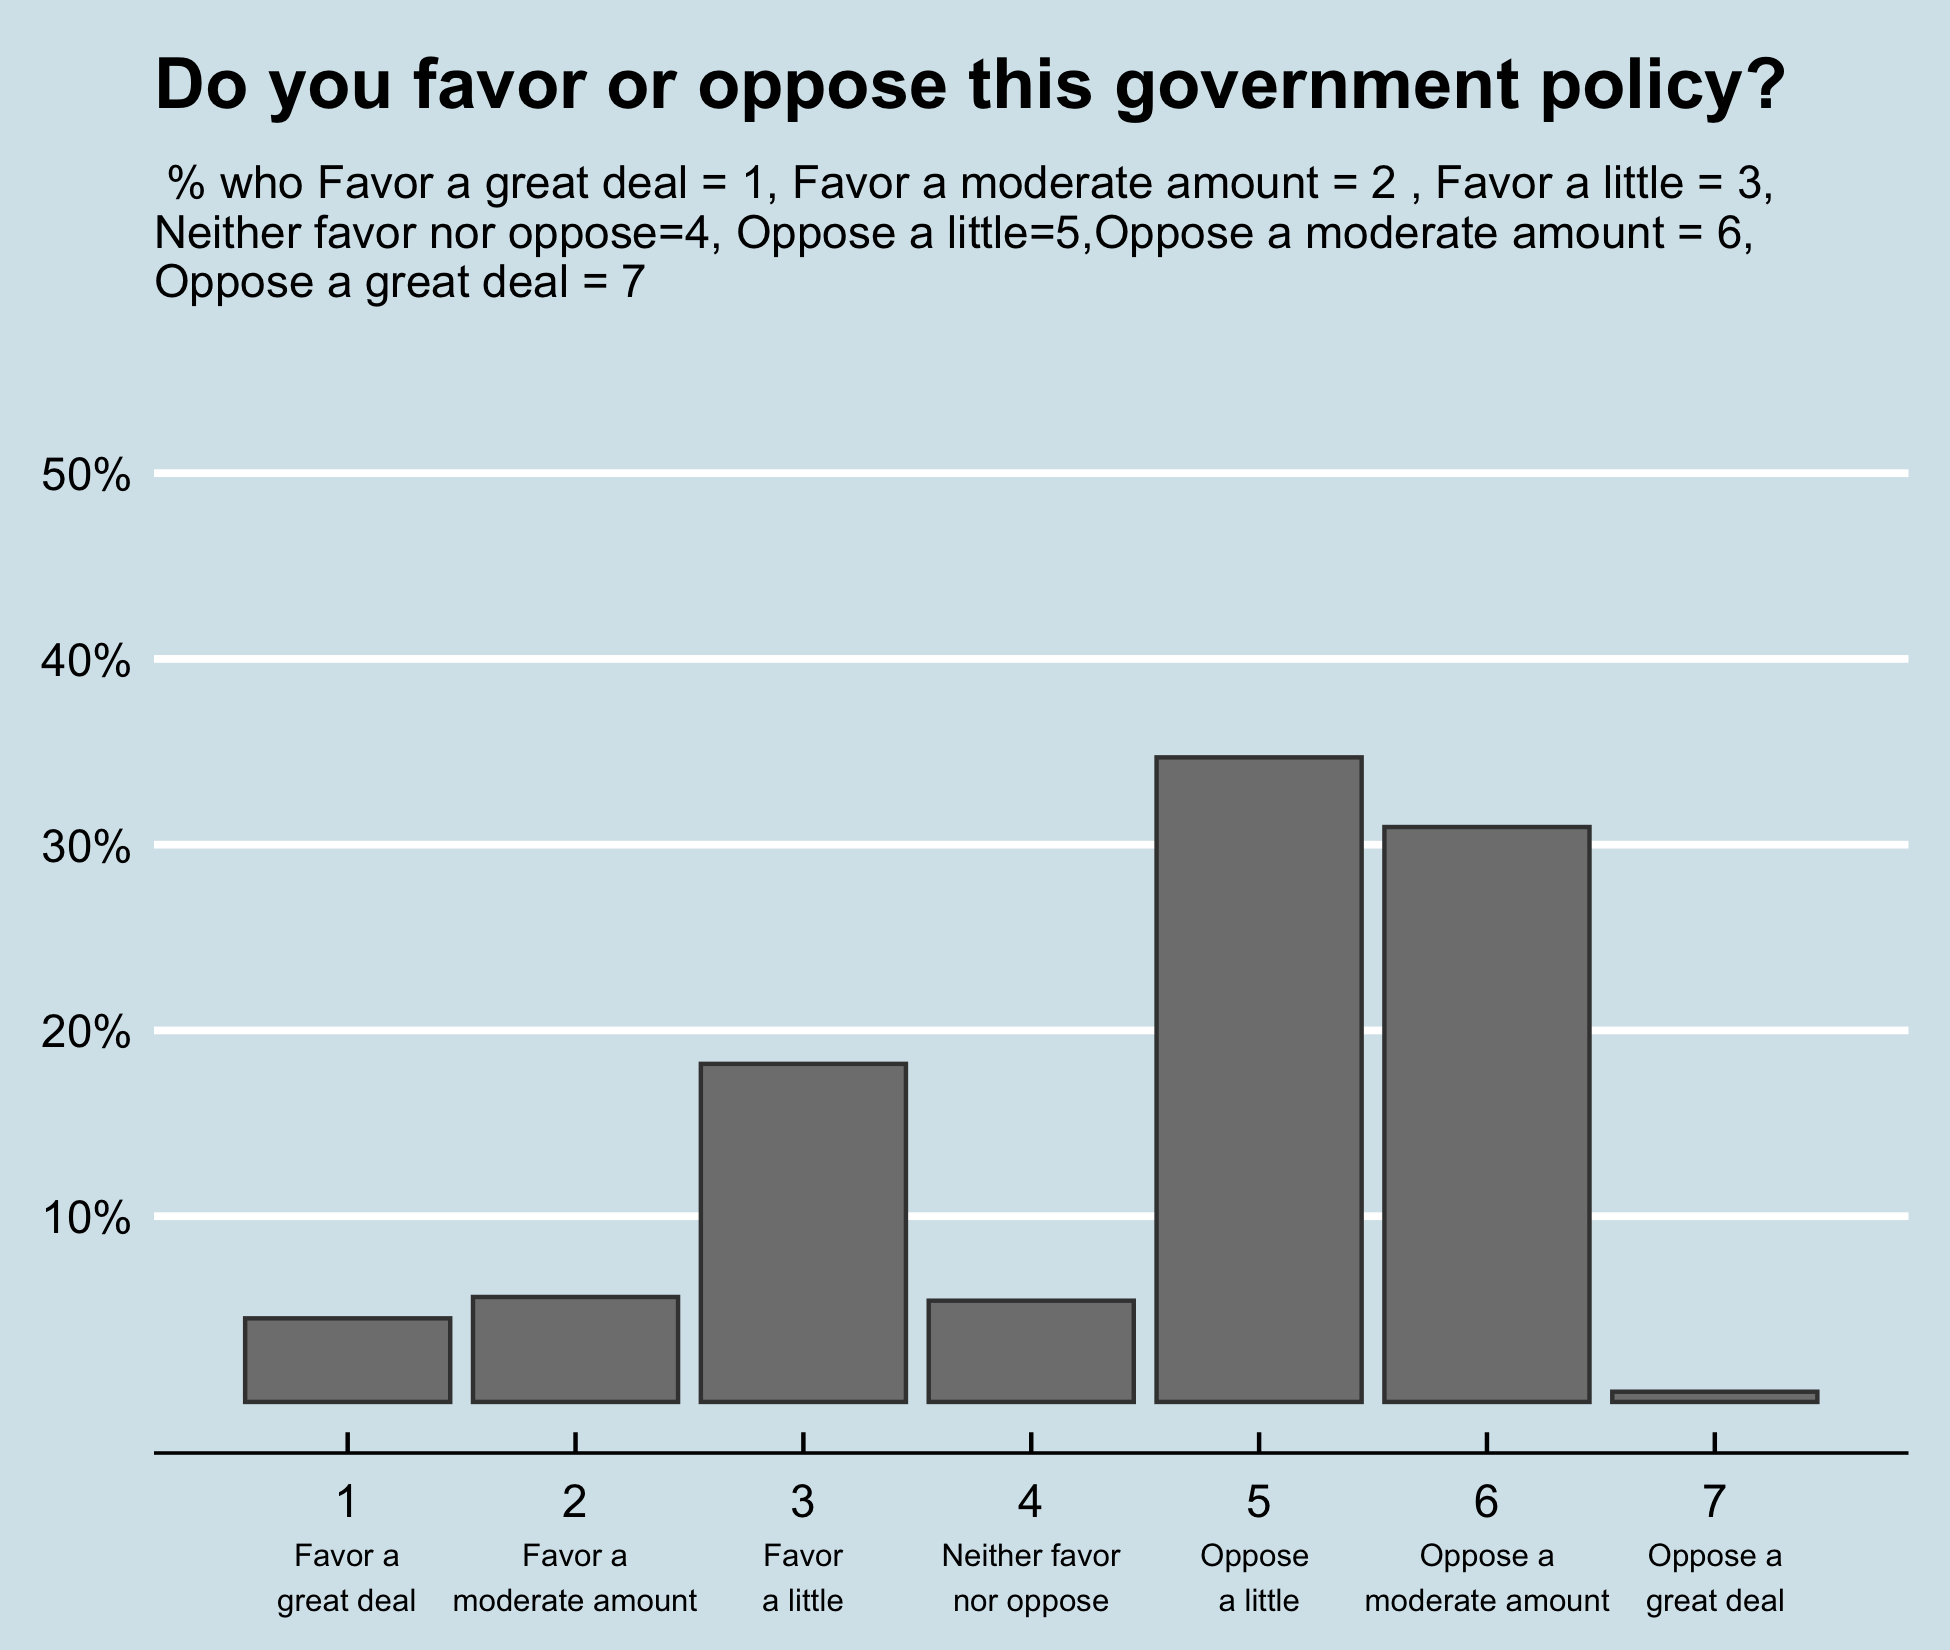 Do you favor or oppose this government policy?
% who Favor a great deal = 1, Favor a moderate amount = 2 , Favor a little = 3,
Neither favor nor oppose=4, Oppose a little=5,Oppose a moderate amount = 6,
Oppose a great deal = 7
50%
40%
30%
20%
10%
1 2 3 4 5 6 7
Favor a Favor a Favor Neither favor Oppose Oppose a Oppose a
great deal moderate amount a little nor oppose a little moderate amount great deal